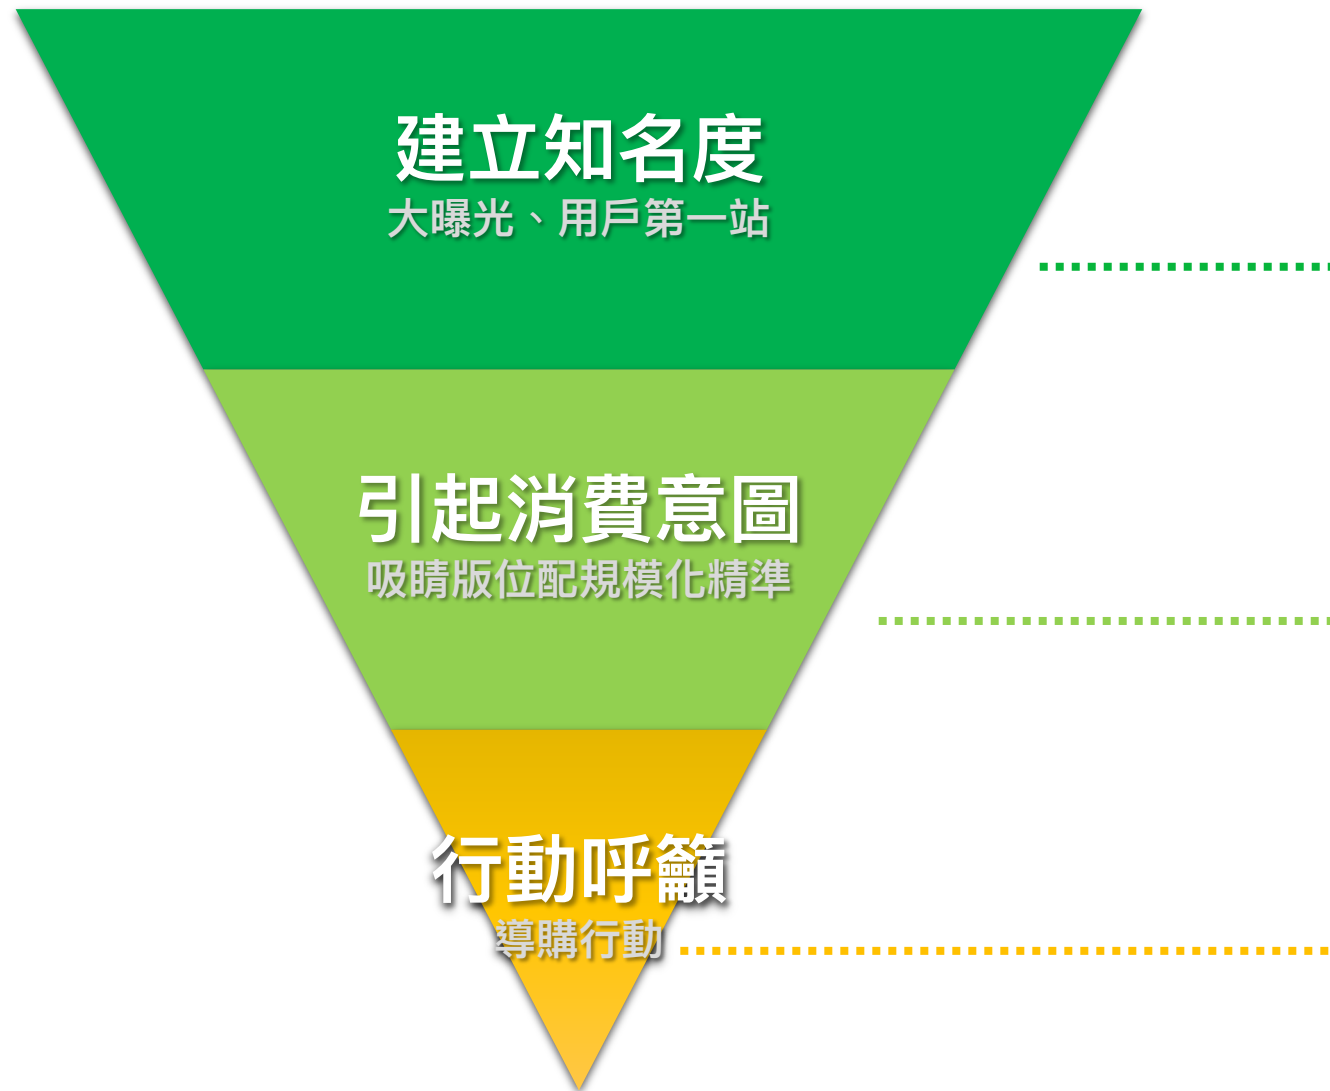 建立知名度
大曝光、用戶第一站
引起消費意圖
吸睛版位配規模化精準
行動呼籲
導購行動